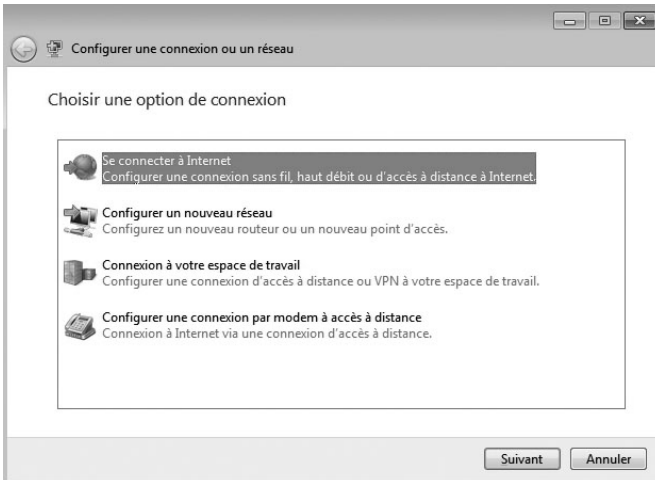 Configurer une connexion ou un réseau
Choisir une option de connexion
Se connecter à Internet
Configurer une connexion sans fil, haut débit ou d'accès à distance à Internet.
Configurer un nouveau réseau
Configurez un nouveau routeur ou un nouveau point d'accès.
Connexion à votre espace de travail
Configurer une connexion d'accès à distance ou VPN à votre espace de travail.
Configurer une connexion par modem à accès à distance
Connexion à Internet via une connexion d'accès à distance.
Suivant
Annuler